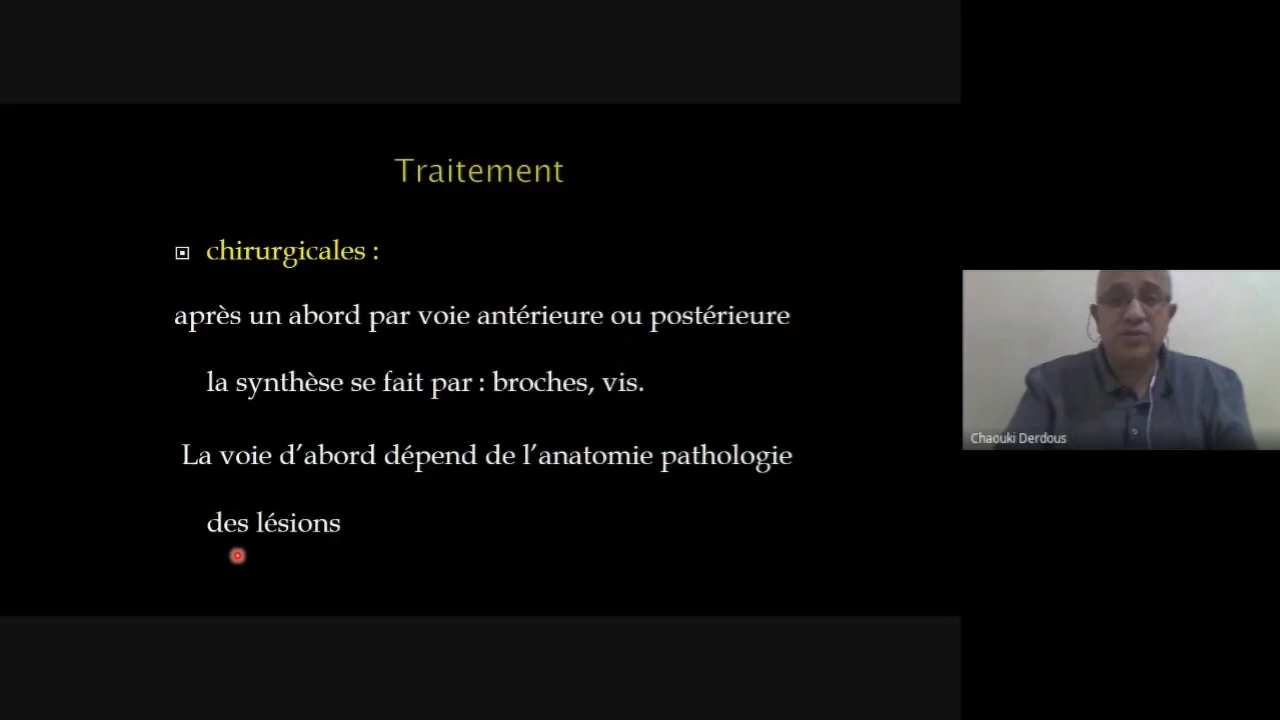 Traitement
chirurgicales :
après un abord par voie antérieure ou postérieure
la synthèse se fait par : broches, vis.
La voie d’abord dépend de l’anatomie pathologie
des lésions
Chaouki Derdous